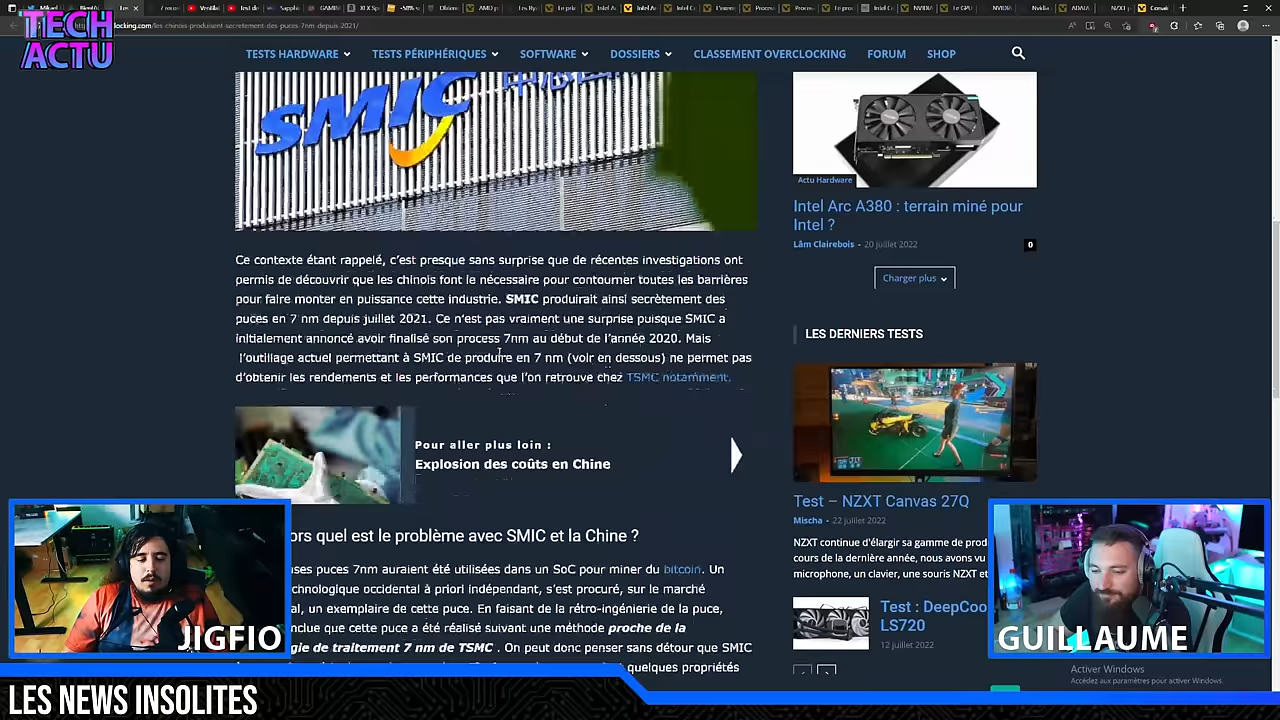 TECH
ACTU
locking.com/les-chinois-produisent-secretement-des-puces-7nm-depuis-2021/
TESTS HARDWARE
TESTS PÉRIPHÉRIQUES
SOFTWARE
DOSSIERS
CLASSEMENT OVERCLOCKING
FORUM
SHOP
SMIC
Ce contexte étant rappelé, c'est presque sans surprise que de récentes investigations ont
permis de découvrir que les chinois font le nécessaire pour contourner toutes les barrières
pour faire monter en puissance cette industrie. SMIC produirait ainsi secrètement des
puces en 7 nm depuis juillet 2021. Ce n'est pas vraiment une surprise puisque SMIC a
initialement annoncé avoir finalisé son process 7nm au début de l'année 2020. Mais
l'outillage actuel permettant à SMIC de produire en 7 nm (voir en dessous) ne permet pas
d'obtenir les rendements et les performances que l'on retrouve chez TSMC notamment.
Pour aller plus loin :
Explosion des coûts en Chine
ors quel est le problème avec SMIC et la Chine ?
uses puces 7nm auraient été utilisées dans un SoC pour miner du bitcoin. Un
chnologique occidental à priori indépendant, s'est procuré, sur le marché
al, un exemplaire de cette puce. En faisant de la rétro-ingénierie de la puce,
nclue que cette puce a été réalisé suivant une méthode proche de la
gie de traitement 7 nm de TSMC . On peut donc penser sans détour que SMIC
quelques propriétés
Actu Hardware
Intel Arc A380 : terrain miné pour
Intel ?
Lâm Clairebois - 20 juillet 2022
0
Charger plus
LES DERNIERS TESTS
Test – NZXT Canvas 27Q
Mischa - 22 juillet 2022
NZXT continue d'élargir sa gamme de prod
cours de la dernière année, nous avons vu
microphone, un clavier, une souris NZXT et
Test : DeepCoo
LS720
12 juillet 2022
JIGFIO
GUILLAUME
Activer Windows
Accédez aux paramètres pour activer Windows.
LES NEWS INSOLITES